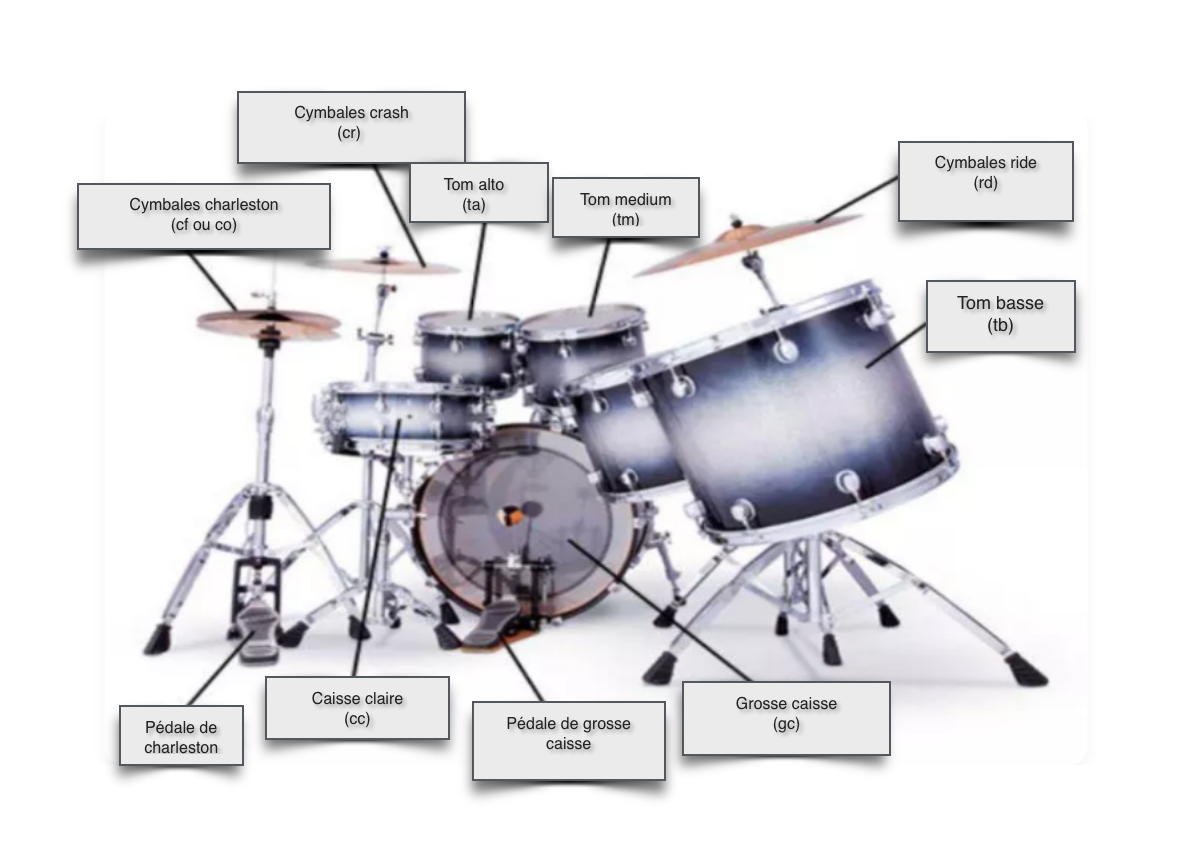 Cymbales crash
(cr)
Cymbales charleston
(cf ou co)
Tom alto
(ta)
Tom medium
(tm)
Cymbales ride
(rd)
Tom basse
(tb)
Pédale de
charleston
Caisse claire
(cc)
Pédale de grosse
caisse
Grosse caisse
(gc)